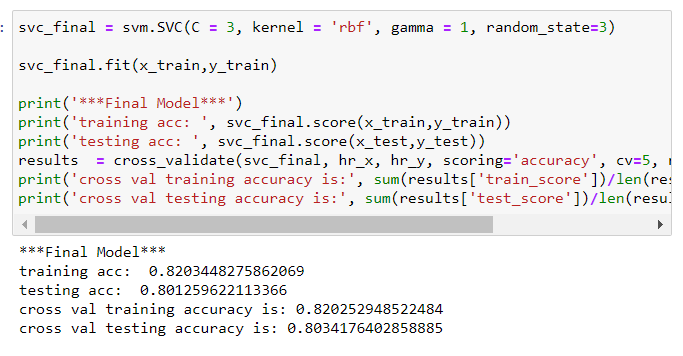 svc_final = svm.SVC(C = 3, kernel = 'rbf', gamma = 1, random_state=3)
svc_final.fit(x_train,y_train)
print('***Final Model***')
print('training acc: ', svc_final.score(x_train,y_train))
print('testing acc: ', svc_final.score(x_test,y_test))
results  = cross_validate(svc_final, hr_x, hr_y, scoring='accuracy', cv=5,
print('cross val training accuracy is:', sum(results['train_score'])/len(res
print('cross val testing accuracy is:', sum(results['test_score'])/len(resu
***Final Model***
training acc:  0.8203448275862069
testing acc:  0.801259622113366
cross val training accuracy is: 0.820252948522484
cross val testing accuracy is: 0.8034176402858885